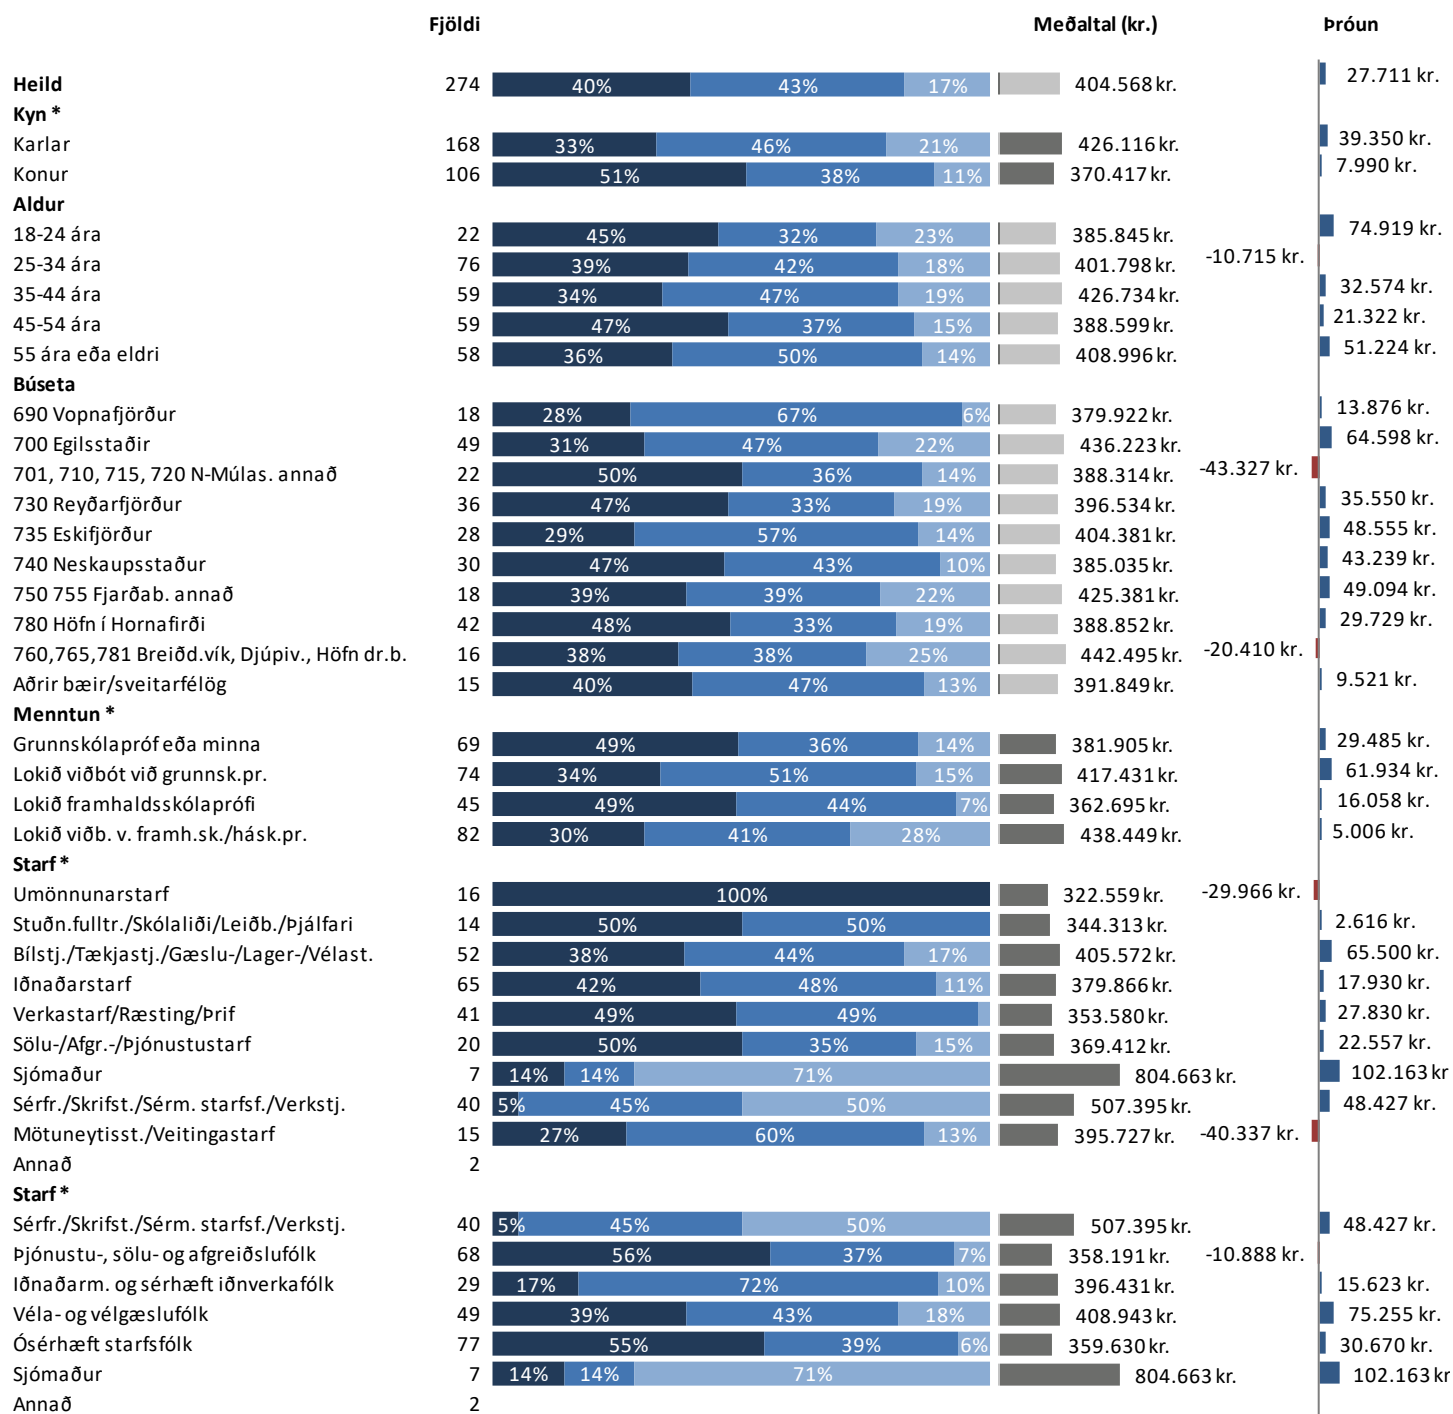 Fjöldi Meðaltal (kr.) Þróun
Heild 274 40% 43% 17% 404.568 kr. 27.711 kr.
Kyn *
Karlar 168 33% 46% 21% 426.116 kr. 39.350 kr.
Konur 106 51% 38% 11% 370.417 kr. 7.990 kr.
Aldur
18-24 ára 22 45% 32% 23% 385.845 kr. 74.919 kr.
25-34 ára 76 39% 42% 18% 401.798 kr. -10.715 kr.
35-44 ára 59 34% 47% 19% 426.734 kr. 32.574 kr.
45-54 ára 59 47% 37% 15% 388.599 kr. 21.322 kr.
55 ára eða eldri 58 36% 50% 14% 408.996 kr. 51.224 kr.
Búseta
690 Vopnafjörður 18 28% 67% 6% 379.922 kr. 13.876 kr.
700 Egilsstaðir 49 31% 47% 22% 436.223 kr. 64.598 kr.
701, 710, 715, 720 N-Múlas. annað 22 50% 36% 14% 388.314 kr. -43.327 kr.
730 Reyðarfjörður 36 47% 33% 19% 396.534 kr. 35.550 kr.
735 Eskifjörður 28 29% 57% 14% 404.381 kr. 48.555 kr.
740 Neskaupsstaður 30 47% 43% 10% 385.035 kr. 43.239 kr.
750 755 Fjarðab. annað 18 39% 39% 22% 425.381 kr. 49.094 kr.
780 Höfn í Hornafirði 42 48% 33% 19% 388.852 kr. 29.729 kr.
760,765,781 Breiðd.vík, Djúpiv., Höfn dr.b. 16 38% 38% 25% 442.495 kr. -20.410 kr.
Aðrir bæir/sveitarfélög 15 40% 47% 13% 391.849 kr. 9.521 kr.
Menntun *
Grunnskólapróf eða minna 69 49% 36% 14% 381.905 kr. 29.485 kr.
Lokið viðbót við grunnsk.pr. 74 34% 51% 15% 417.431 kr. 61.934 kr.
Lokið framhaldsskólaprófi 45 49% 44% 7% 362.695 kr. 16.058 kr.
Lokið viðb. v. framh.sk./hásk.pr. 82 30% 41% 28% 438.449 kr. 5.006 kr.
Starf *
Umönnunarstarf 16 100% 322.559 kr. -29.966 kr.
Stuðn.fulltr./Skólaliði/Leiðb./Þjálfari 14 50% 50% 344.313 kr. 2.616 kr.
Bílstj./Tækjastj./Gæslu-/Lager-/Vélast. 52 38% 44% 17% 405.572 kr. 65.500 kr.
Iðnaðarstarf 65 42% 48% 11% 379.866 kr. 17.930 kr.
Verkastarf/Ræsting/Þrif 41 49% 49% 353.580 kr. 27.830 kr.
Sölu-/Afgr.-/Þjónustustarf 20 50% 35% 15% 369.412 kr. 22.557 kr.
Sjómaður 7 14% 14% 71% 804.663 kr. 102.163 kr
Sérfr./Skrifst./Sérm. starfsf./Verkstj. 40 5% 45% 50% 507.395 kr. 48.427 kr.
Mötuneytisst./Veitingastarf 15 27% 60% 13% 395.727 kr. -40.337 kr.
Annað 2
Starf *
Sérfr./Skrifst./Sérm. starfsf./Verkstj. 40 5% 45% 50% 507.395 kr. 48.427 kr.
Þjónustu-, sölu- og afgreiðslufólk 68 56% 37% 7% 358.191 kr. -10.888 kr.
Iðnaðarm. og sérhæft iðnverkafólk 29 17% 72% 10% 396.431 kr. 15.623 kr.
Véla- og vélgæslufólk 49 39% 43% 18% 408.943 kr. 75.255 kr.
Ósérhæft starfsfólk 77 55% 39% 6% 359.630 kr. 30.670 kr.
Sjómaður 7 14% 14% 71% 804.663 kr. 102.163 kr
Annað 2